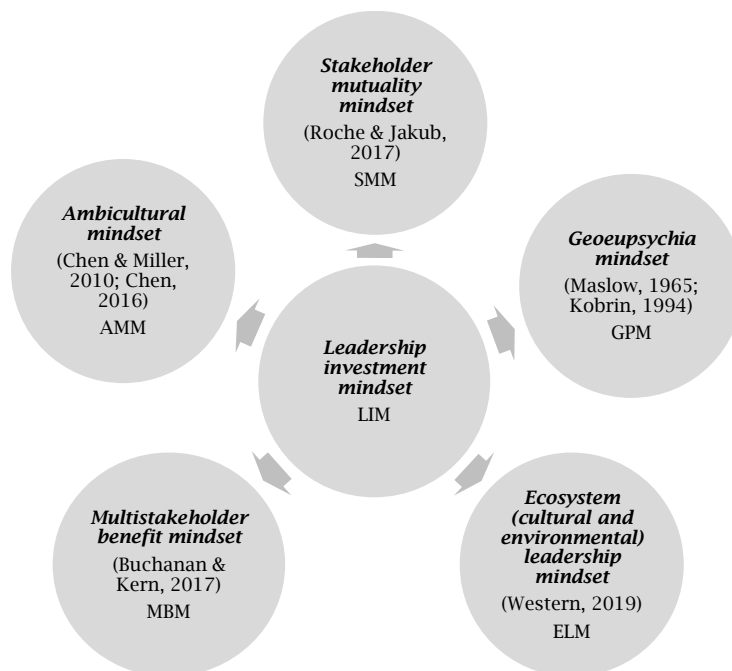 Stakeholder
mutuality
mindset
(Roche & Jakub,
2017)
SMM
Ambicultural
mindset
(Chen & Miller,
2010; Chen,
2016)
AMM
Geoeupsychia
mindset
(Maslow, 1965;
Kobrin, 1994)
GPM
Leadership
investment
mindset
LIM
Multistakeholder
benefit mindset
(Buchanan &
Kern, 2017)
MBM
Ecosystem
(cultural and
environmental)
leadership
mindset
(Western, 2019)
ELM